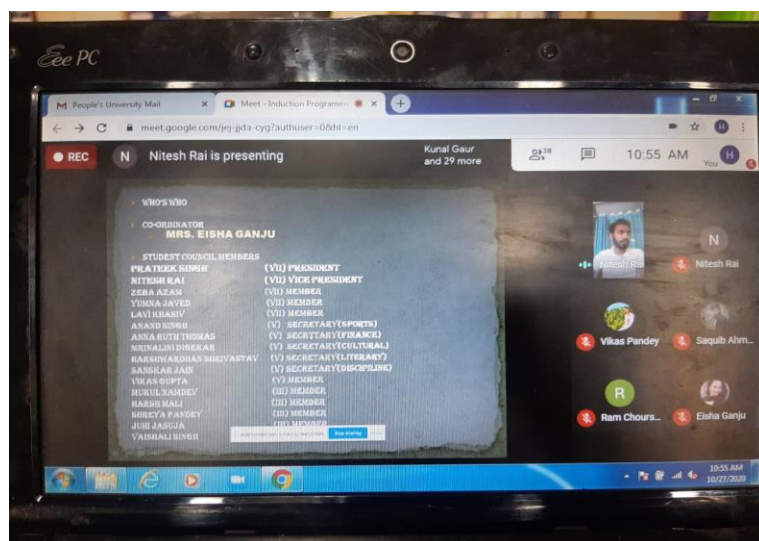 Eee PC
People's University Mail
Meet - Induction Programme
meet.google.com/jej-jjda-cyg?authuser=0&hl=en
REC
N
Nitesh Rai is presenting
Kunal Gaur
and 29 more
38
10:55 AM
You
H
WHO'S WHO
CO-ORDINATOR
MRS. EISHA GANJU
STUDENT COUNCIL MEMBERS
PRATEEK SINGH (VII) PRESIDENT
NITESH RAI (VII) VICE PRESIDENT
ZEBA AZAM (VII) MEMBER
YUMNA JAVED (VII) MEMBER
LAVI KHASIV (VII) MEMBER
ANAND SINGH (V) SECRETARY(SPORTS)
ANNA RUTH THOMAS (V) SECRTTARY(FINANCE)
MRINALINI DIGEKAR (V) SECRETARY(CULTURAL)
HARSHWARDHAN SHRIVASTAV (V) SECRETARY(LITERARY)
SANSKAR JAIN (V) SECRETARY(DISCIPILINE)
VIKAS GUPTA (V) MEMBER
MUKUL NAMDEV (III) MEMBER
HARSH MALI (III) MEMBER
SHREYA PANDEY (III) MEMBER
JUHI JASUJA (III) MEMBER
VAISHALI SINGH
Stop sharing
Nitesh Rai
N
Nitesh Rai
Vikas Pandey
Saquib Ahm...
R
Ram Chours...
Eisha Ganju
10:55 AM
10/27/2020